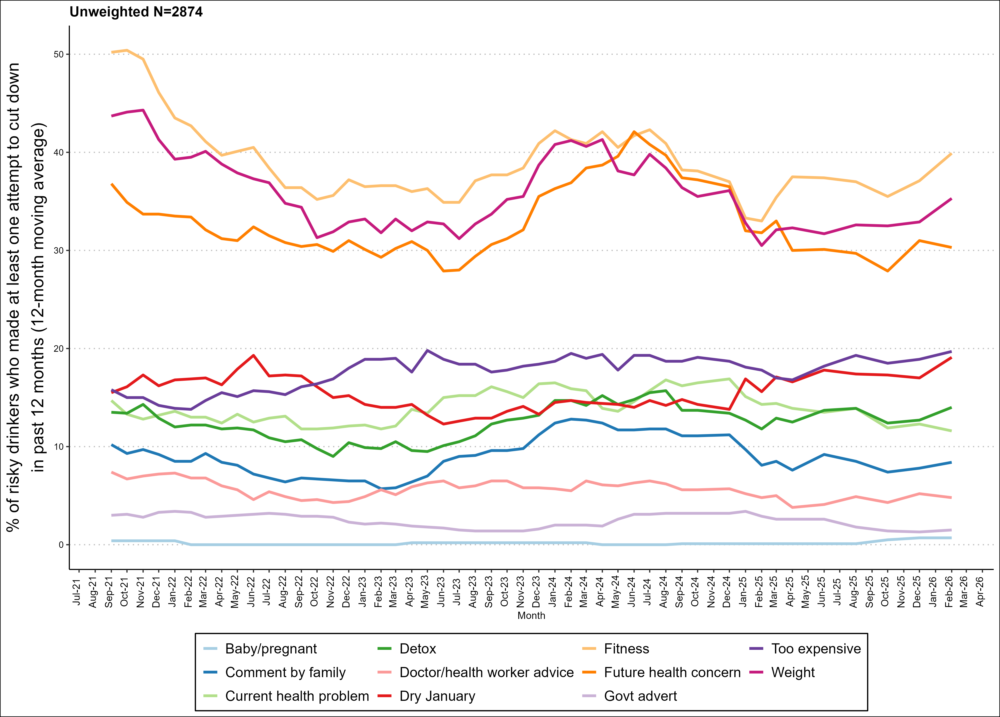 Unweighted N=2874
% of risky drinkers who made at least one attempt to cut down
in past 12 months (12-month moving average)
50
40
30
20
10
0
Jul-21
Aug-21
Sep-21
Oct-21
Nov-21
Dec-21
Jan-22
Feb-22
Mar-22
Apr-22
May-22
Jun-22
Jul-22
Aug-22
Sep-22
Oct-22
Nov-22
Dec-22
Jan-23
Feb-23
Mar-23
Apr-23
May-23
Jun-23
Jul-23
Aug-23
Sep-23
Oct-23
Nov-23
Dec-23
Jan-24
Feb-24
Mar-24
Apr-24
May-24
Jun-24
Jul-24
Aug-24
Sep-24
Oct-24
Nov-24
Dec-24
Jan-25
Feb-25
Mar-25
Apr-25
May-25
Jun-25
Jul-25
Aug-25
Sep-25
Oct-25
Nov-25
Dec-25
Jan-26
Feb-26
Mar-26
Apr-26
Month
Baby/pregnant
Detox
Fitness
Too expensive
Comment by family
Doctor/health worker advice
Future health concern
Weight
Current health problem
Dry January
Govt advert